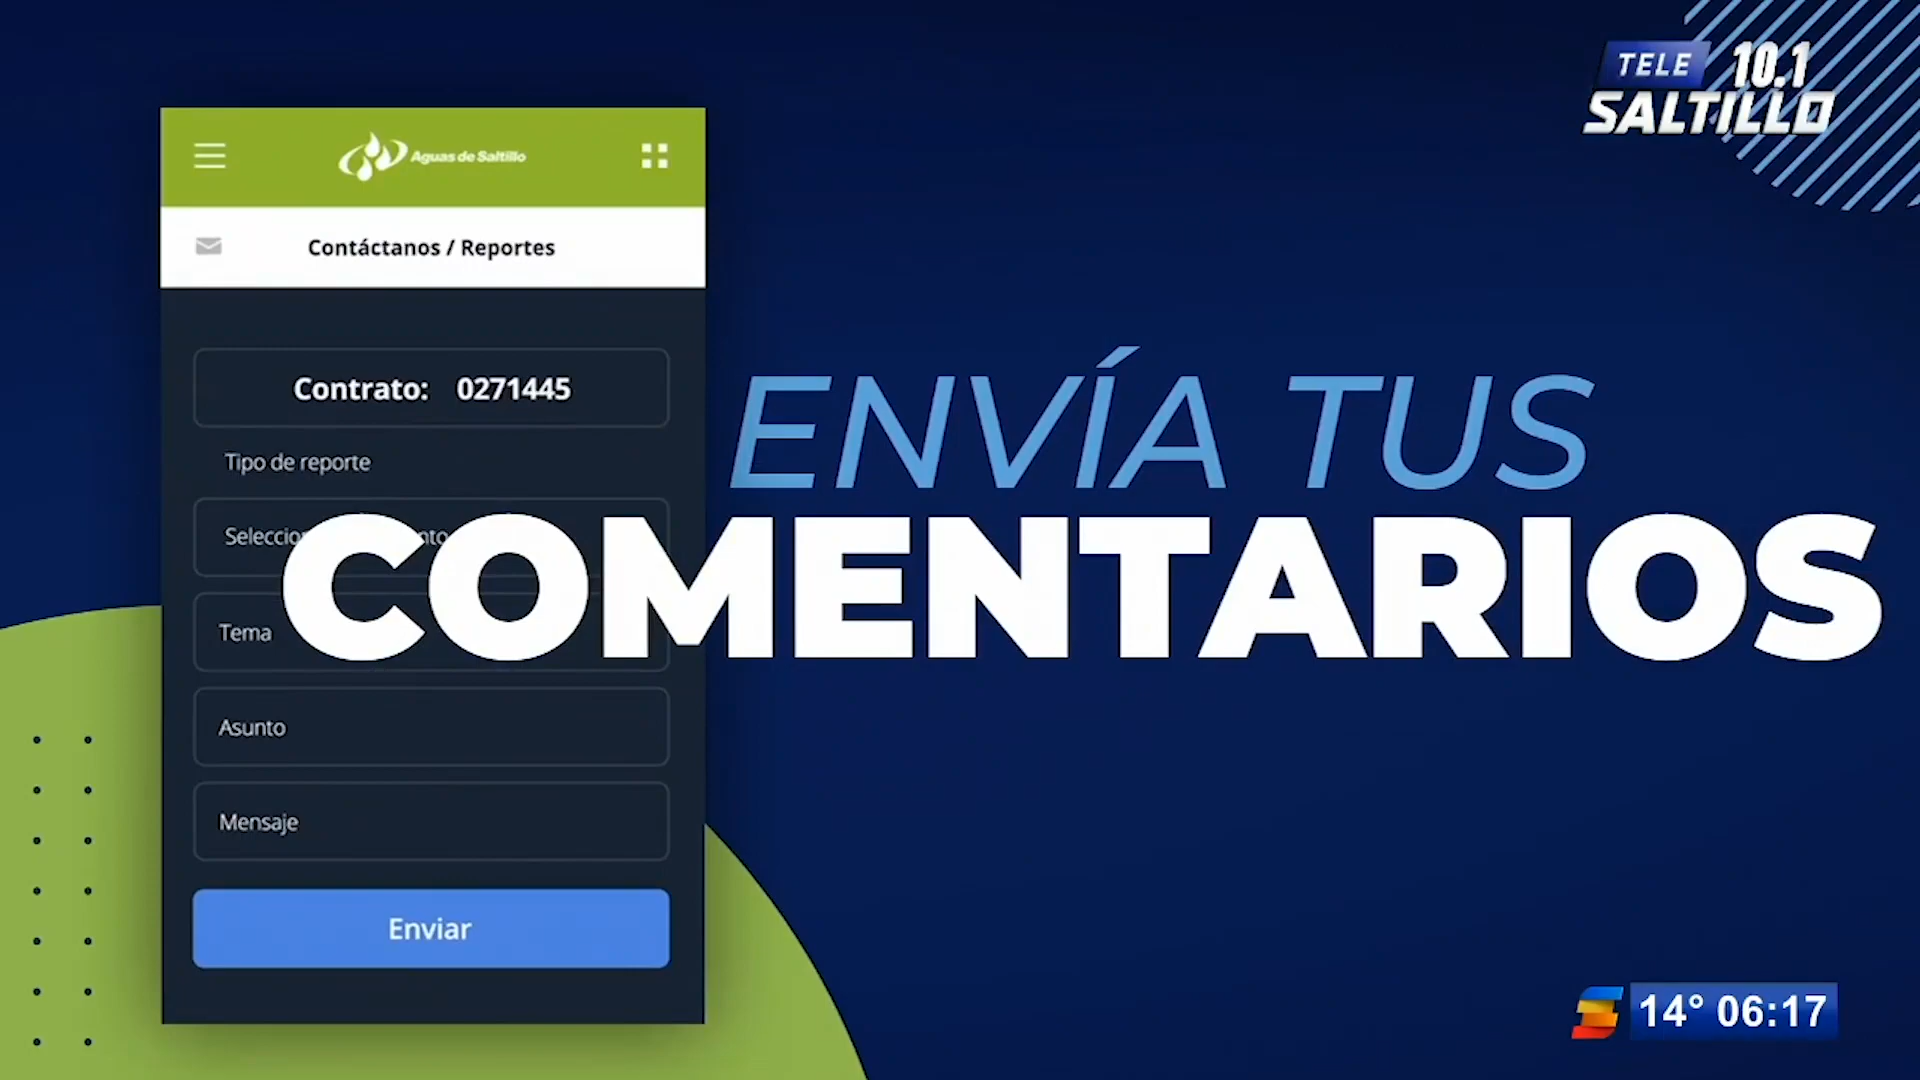 TELE 10.1
SALTILLO
Aguas de Saltillo
Contáctanos / Reportes
Contrato: 0271445
Tipo de reporte
ENVÍA TUS
COMENTARIOS
Tema
Asunto
Mensaje
Enviar
14° 06:17